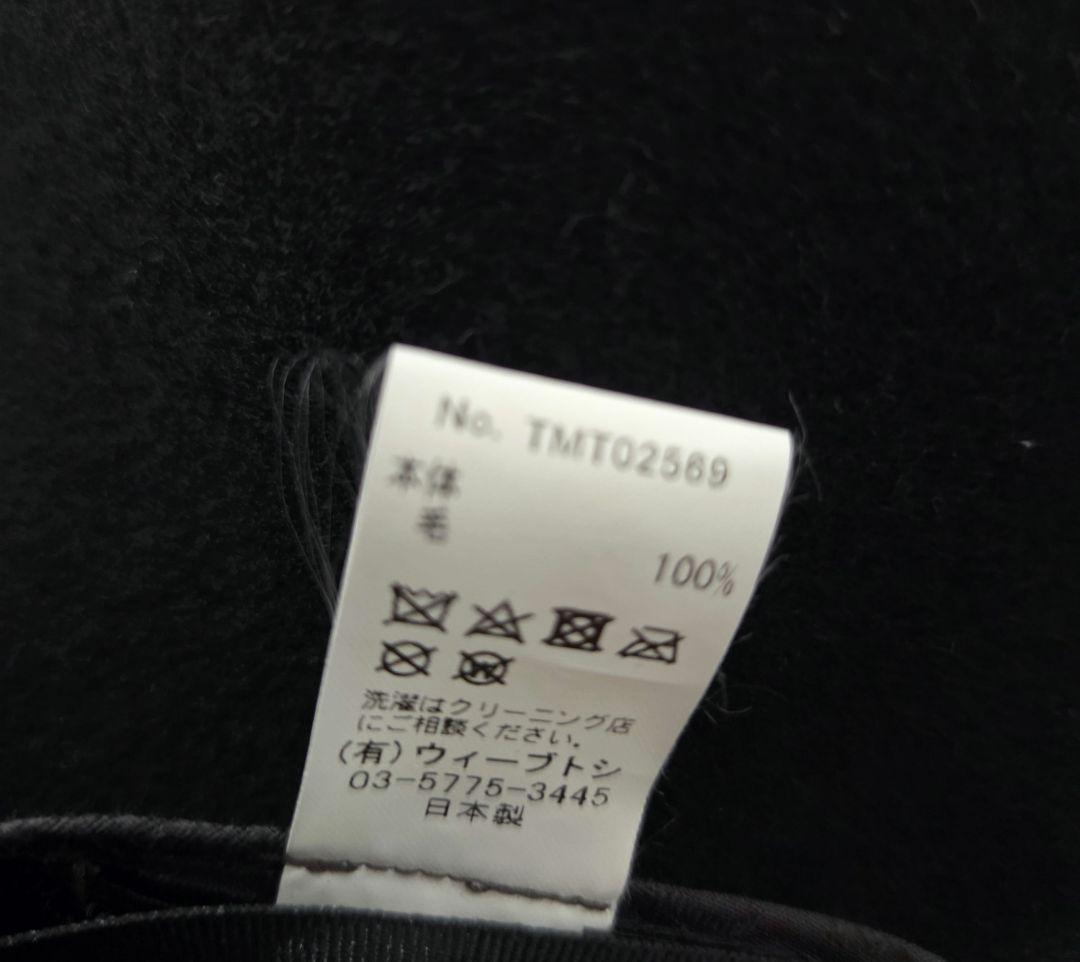 No. TMT02569
本体
毛
100%
W
洗濯はクリーニング店
にご相談ください。
(有)ウィーブトシ
03-5775-3445
日本製